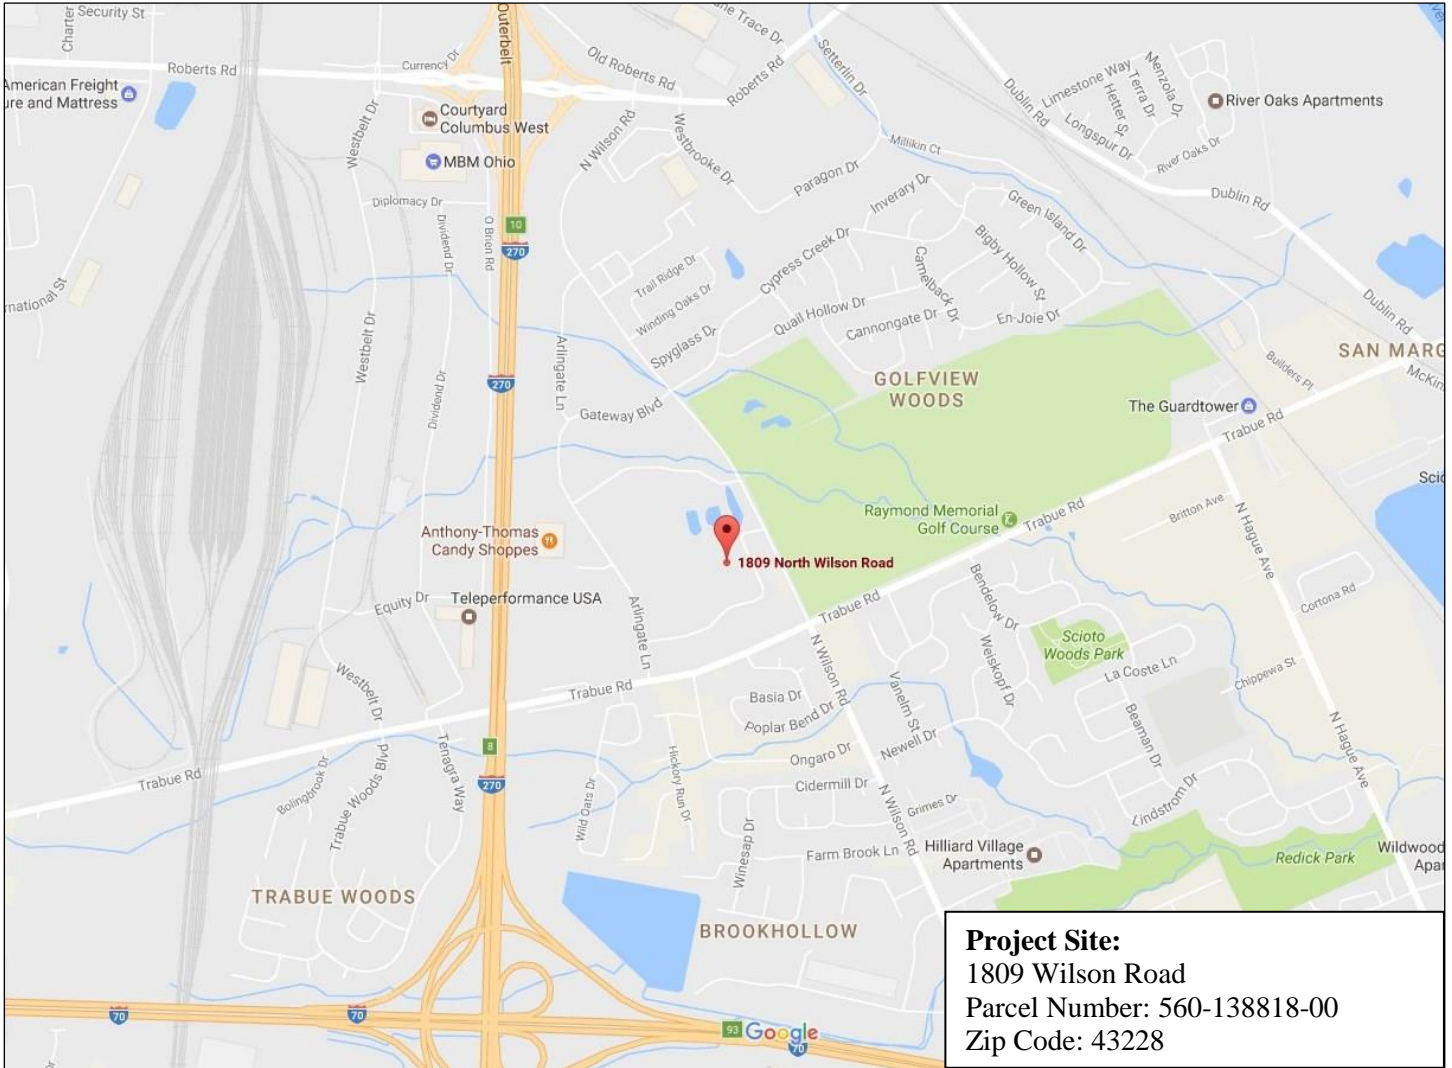 Security St
Charter
Outerbelt
ne Trace Dr
Setterlin Dr
Roberts Rd
Currency Dr
Old Roberts Rd
Roberts Rd
Dublin Rd
Limestone Way
Menzola Dr
Terra Dr
Hetter St
Longspur Dr
River Oaks Apartments
American Freight
ure and Mattress
Courtyard
Columbus West
Westbelt Dr
N Wilson Rd
Westbrooke Dr
Millikin Ct
River Oaks Dr
MBM Ohio
Paragon Dr
Inverary Dr
Green Island Dr
Dublin Rd
Diplomacy Dr
Dividend Dr
O Brion Rd
10
270
Cypress Creek Dr
Camelback Dr
Bigby Hollow St
Trail Ridge Dr
Winding Oaks Dr
rnational St
Quail Hollow Dr
Cannongate Dr
En-Joie Dr
Dublin Rd
Westbelt Dr
Arlingate Ln
Spyglass Dr
SAN MARG
Builders Pl
McKin
270
Dividend Dr
GOLFVIEW
WOODS
Gateway Blvd
The Guardtower
Trabue Rd
Scio
Raymond Memorial
Golf Course
Trabue Rd
Britton Ave
N Hague Ave
Anthony-Thomas
Candy Shoppes
1809 North Wilson Road
Equity Dr
Teleperformance USA
Arlingate Ln
Trabue Rd
Bendelow Dr
Cortona Rd
Scioto
Woods Park
N Wilson Rd
Weiskopf Dr
La Coste Ln
Chippewa St
Westbelt Dr
Trabue Rd
Basia Dr
Vanelm St
Poplar Bend Dr
Beaman Dr
N Hague Ave
8
Tenagra Way
Newell Dr
Hickory Run Dr
Ongaro Dr
Trabue Rd
Bolingbrook Dr
Trabue Woods Blvd
270
Cidermill Dr
N Wilson Rd
Grimes Dr
Lindstrom Dr
Wild Oats Dr
Winesap Dr
Farm Brook Ln
Hilliard Village
Apartments
Redick Park
Wildwood
Apar
TRABUE WOODS
BROOKHOLLOW
70
70
93
Google
70
Project Site:
1809 Wilson Road
Parcel Number: 560-138818-00
Zip Code: 43228